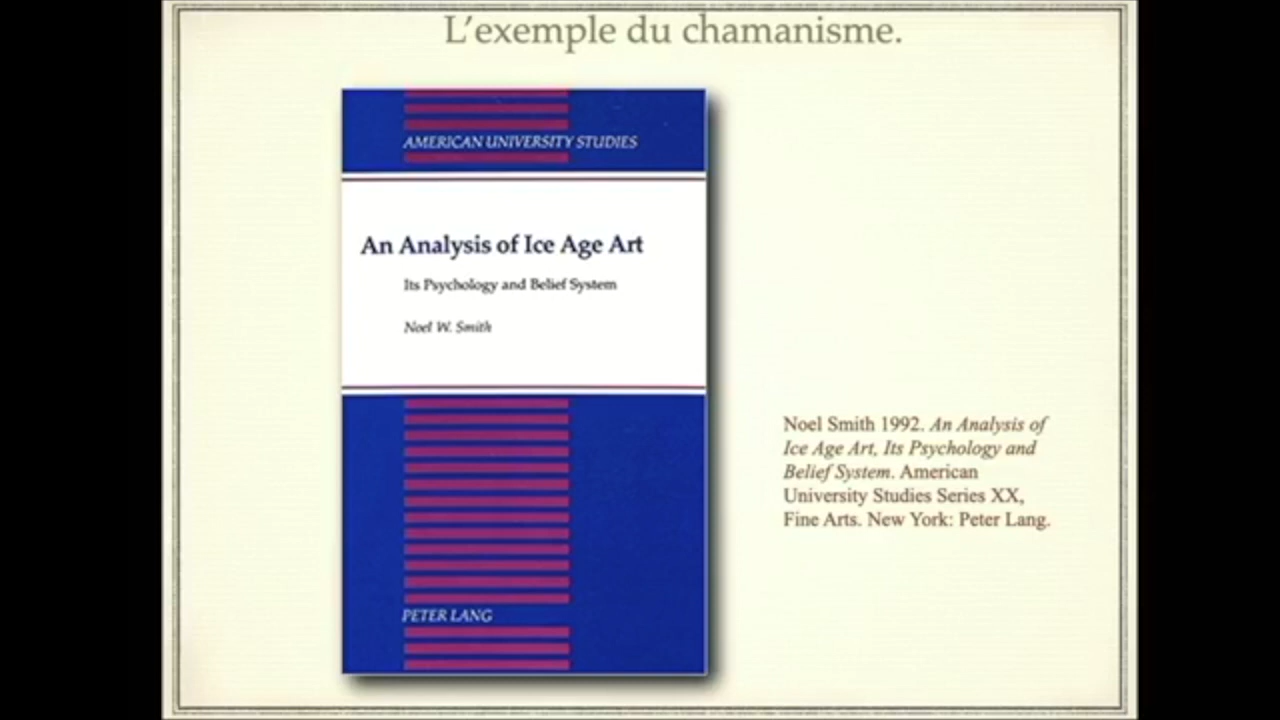 L'exemple du chamanisme.
AMERICAN UNIVERSITY STUDIES
An Analysis of Ice Age Art
Its Psychology and Belief System
Noel W. Smith
PETER LANG
Noel Smith 1992. An Analysis of
Ice Age Art, Its Psychology and
Belief System. American
University Studies Series XX,
Fine Arts. New York: Peter Lang.